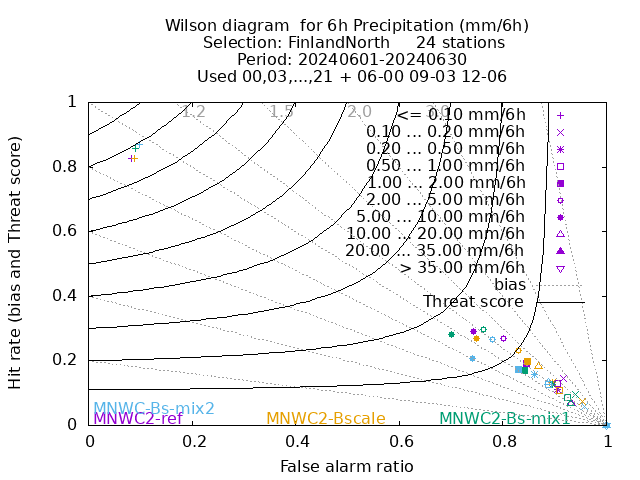 Wilson diagram  for 6h Precipitation (mm/6h)
Selection: FinlandNorth     24 stations
Period: 20240601-20240630
Used 00,03,...,21 + 06-00 09-03 12-06
1.2 1.5 2.0 3.0
<= 0.10 mm/6h
0.10 ... 0.20 mm/6h
0.20 ... 0.50 mm/6h
0.50 ... 1.00 mm/6h
1.00 ... 2.00 mm/6h
2.00 ... 5.00 mm/6h
5.00 ... 10.00 mm/6h
10.00 ... 20.00 mm/6h
20.00 ... 35.00 mm/6h
> 35.00 mm/6h
bias
Threat score
1
0.8
0.6
0.4
0.2
0
Hit rate (bias and Threat score)
MNWC-Bs-mix2
MNWC2-ref MNWC2-Bscale MNWC2-Bs-mix1
0 0.2 0.4 0.6 0.8 1
False alarm ratio